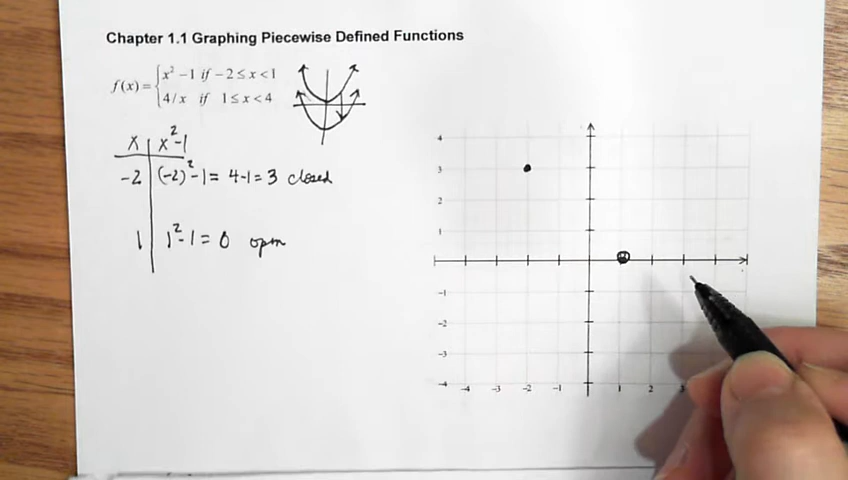 Chapter 1.1 Graphing Piecewise Defined Functions
f(x) = { x² − 1 if − 2 ≤ x < 1
4/x if 1 ≤ x < 4
x | x²-1
-2 | (-2)²-1 = 4-1 = 3 closed
1 | 1²-1 = 0 open
4
3
2
1
-1
-2
-3
-4
-4 -3 -2 -1 1 2 3